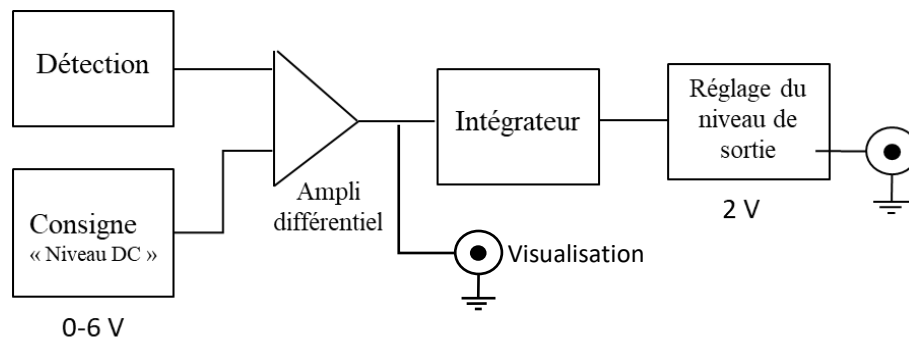 Détection
Consigne
« Niveau DC »
0-6 V
Ampli
différentiel
Visualisation
Intégrateur
Réglage du
niveau de
sortie
2 V